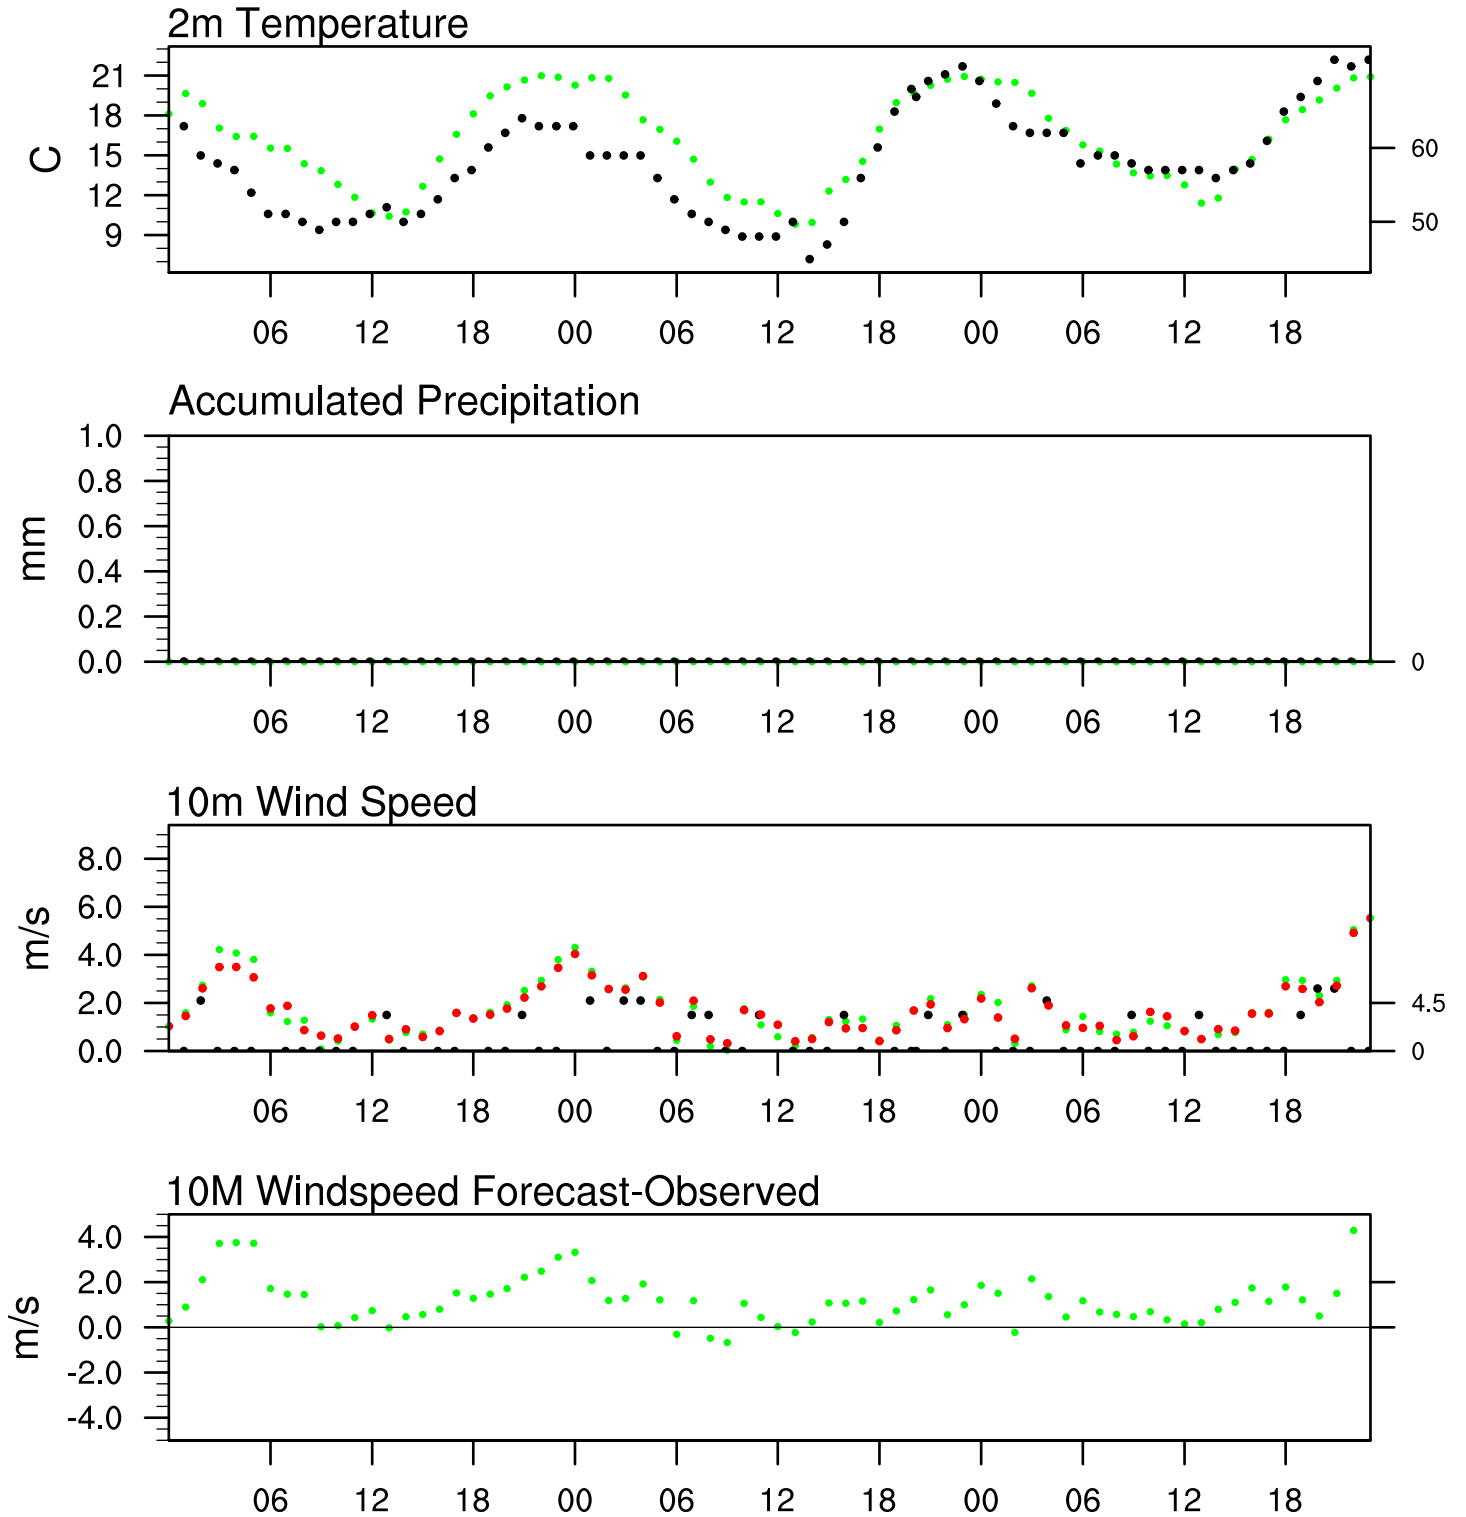 2m Temperature
21
18
15
12
9
C
60
50
06 12 18 00 06 12 18 00 06 12 18
Accumulated Precipitation
1.0
0.8
0.6
0.4
0.2
0.0
mm
0
06 12 18 00 06 12 18 00 06 12 18
10m Wind Speed
8.0
6.0
4.0
2.0
0.0
m/s
4.5
0
06 12 18 00 06 12 18 00 06 12 18
10M Windspeed Forecast-Observed
4.0
2.0
0.0
-2.0
-4.0
m/s
06 12 18 00 06 12 18 00 06 12 18